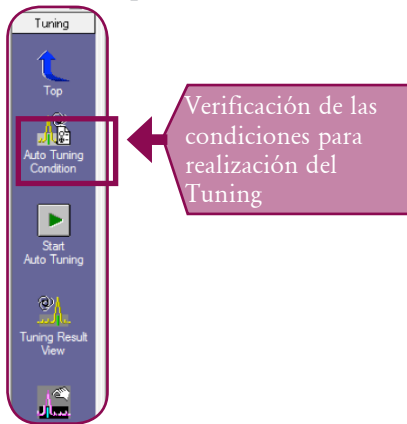 Tuning
Top
Auto Tuning
Condition
Verificación de las
condiciones para
realización del
Tuning
Start
Auto Tuning
Tuning Result
View